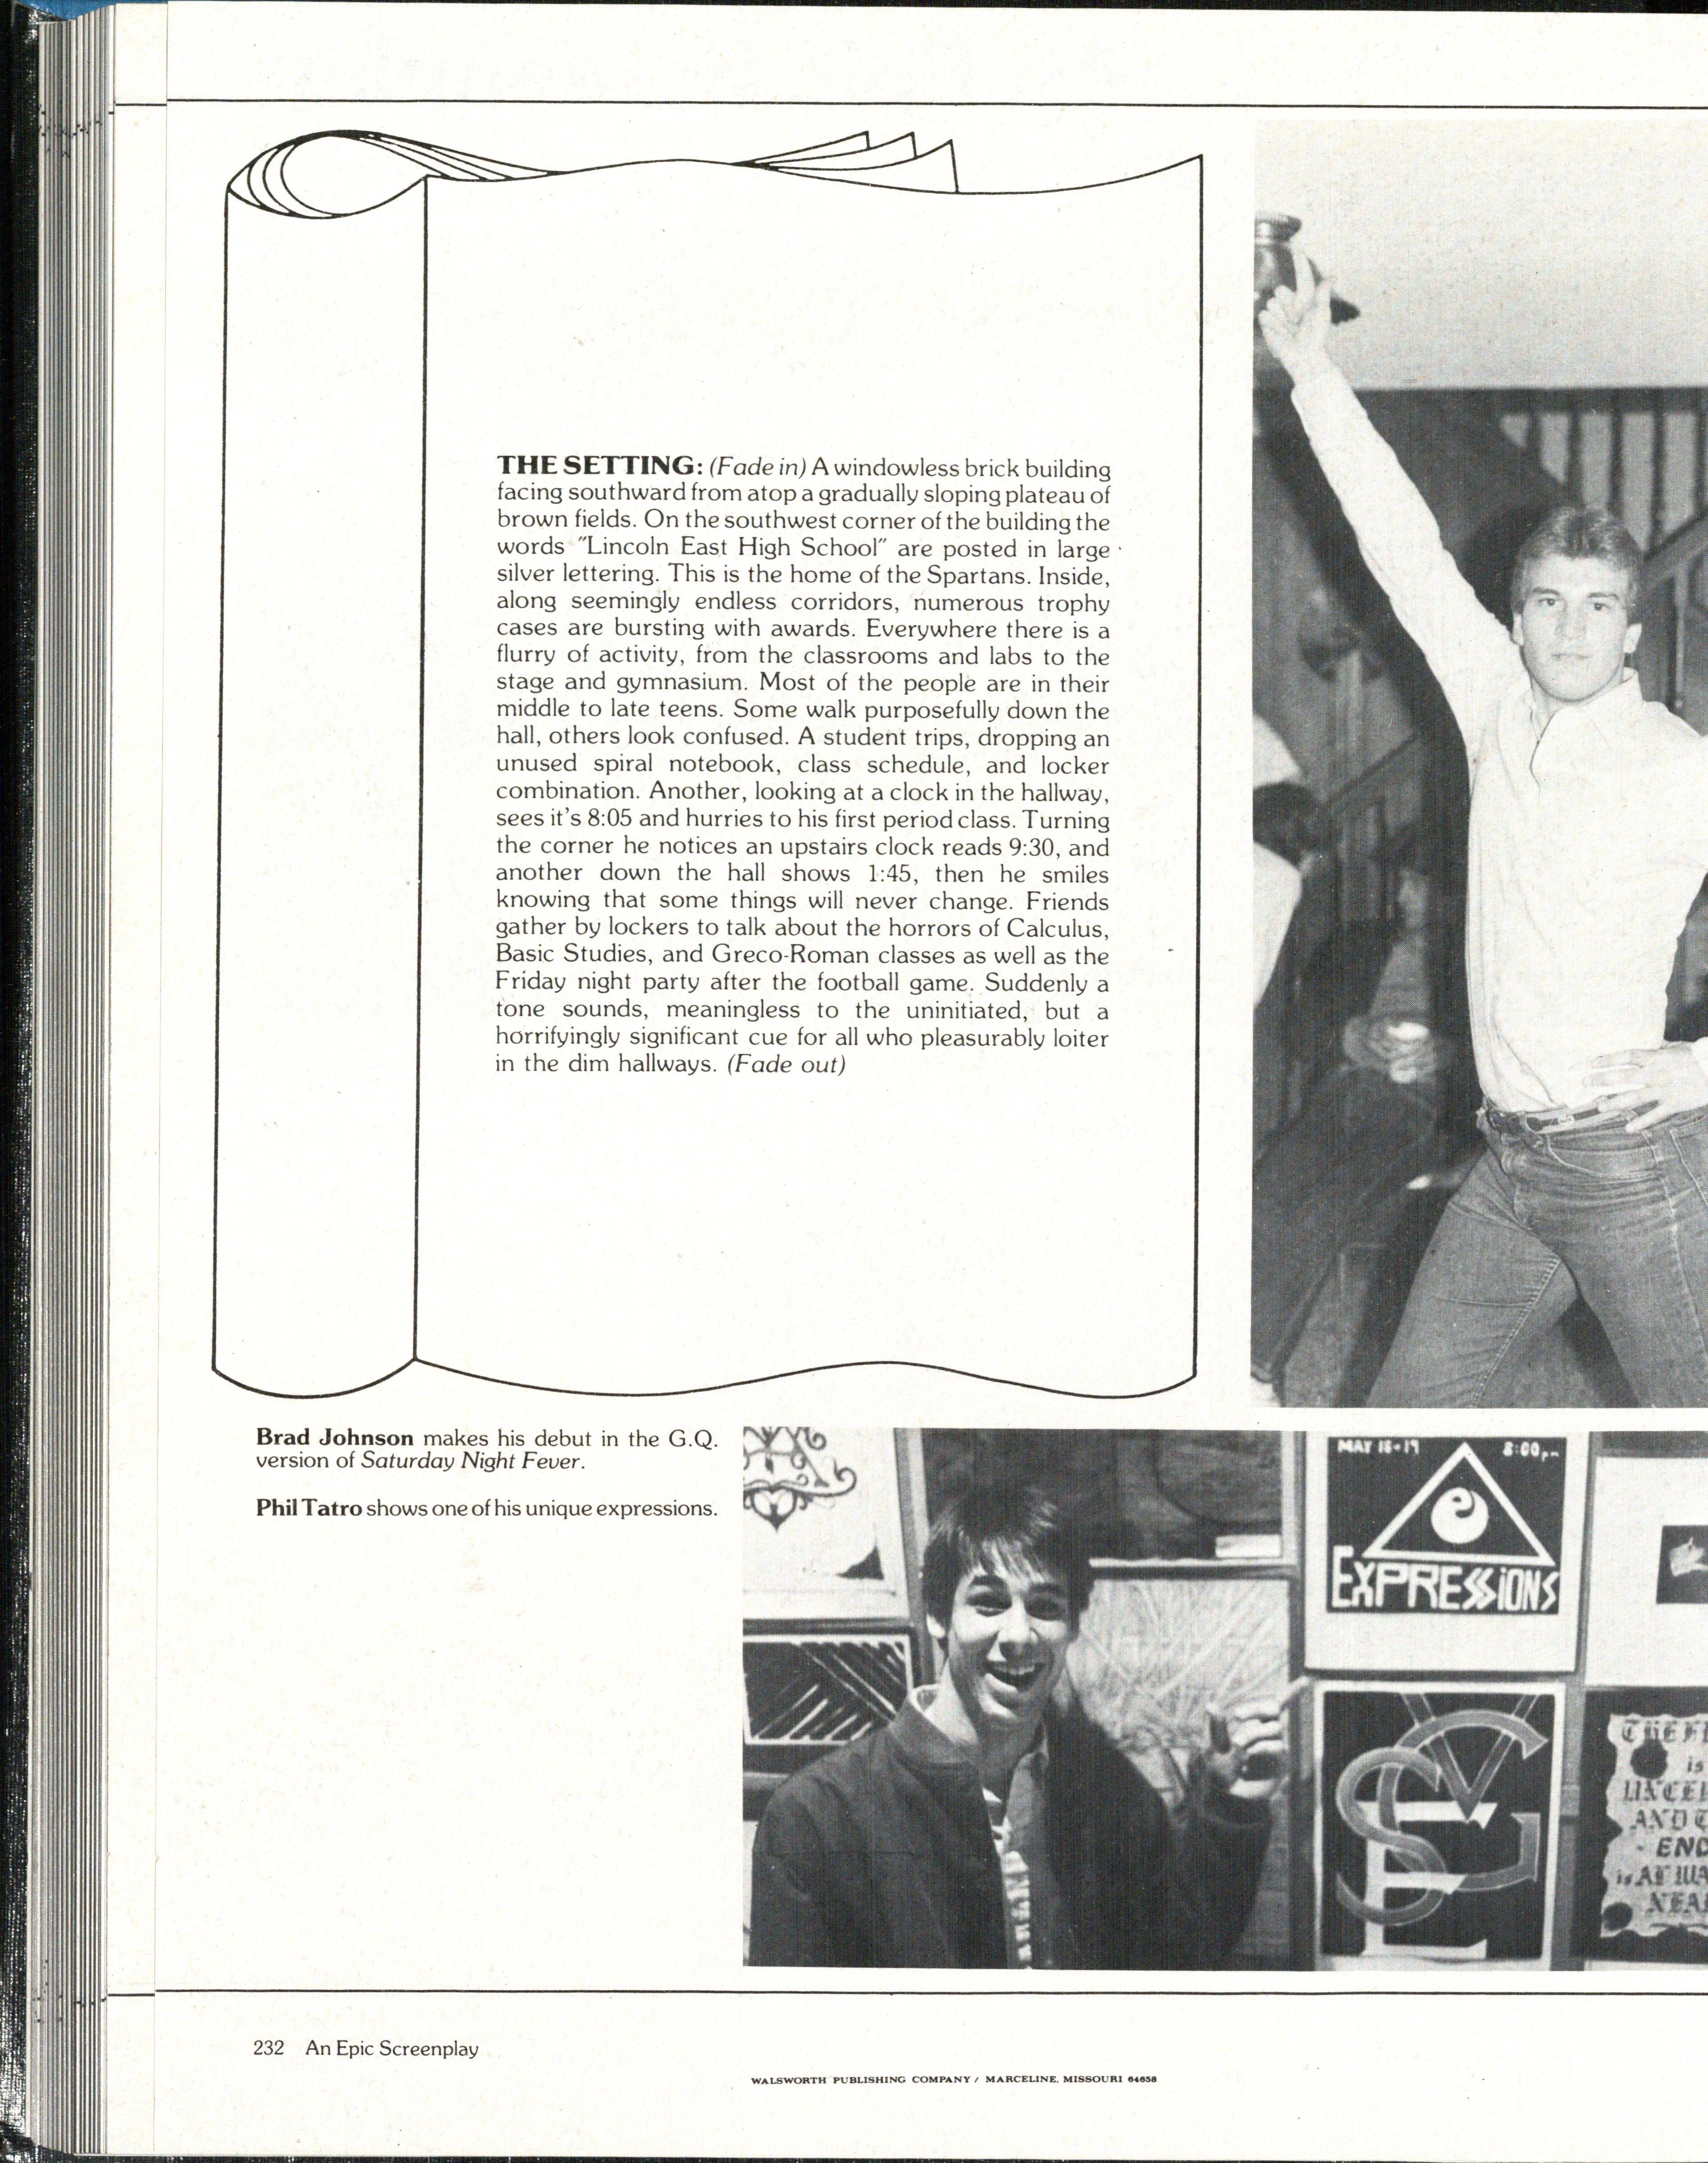 THE SETTING: (Fade in) A windowless brick building
facing southward from atop a gradually sloping plateau of
brown fields. On the southwest corner of the building the
words "Lincoln East High School" are posted in large
silver lettering. This is the home of the Spartans. Inside,
along seemingly endless corridors, numerous trophy
cases are bursting with awards. Everywhere there is a
flurry of activity, from the classrooms and labs to the
stage and gymnasium. Most of the people are in their
middle to late teens. Some walk purposefully down the
hall, others look confused. A student trips, dropping an
unused spiral notebook, class schedule, and locker
combination. Another, looking at a clock in the hallway,
sees it's 8:05 and hurries to his first period class. Turning
the corner he notices an upstairs clock reads 9:30, and
another down the hall shows 1:45, then he smiles
knowing that some things will never change. Friends
gather by lockers to talk about the horrors of Calculus,
Basic Studies, and Greco-Roman classes as well as the
Friday night party after the football game. Suddenly a
tone sounds, meaningless to the uninitiated, but a
horrifyingly significant cue for all who pleasurably loiter
in the dim hallways. (Fade out)
Brad Johnson makes his debut in the G.Q.
version of Saturday Night Fever.
Phil Tatro shows one of his unique expressions.
8:00pm
EXPRESSIONS
is
232 An Epic Screenplay
WALSWORTH PUBLISHING COMPANY / MARCELINE, MISSOURI 64658